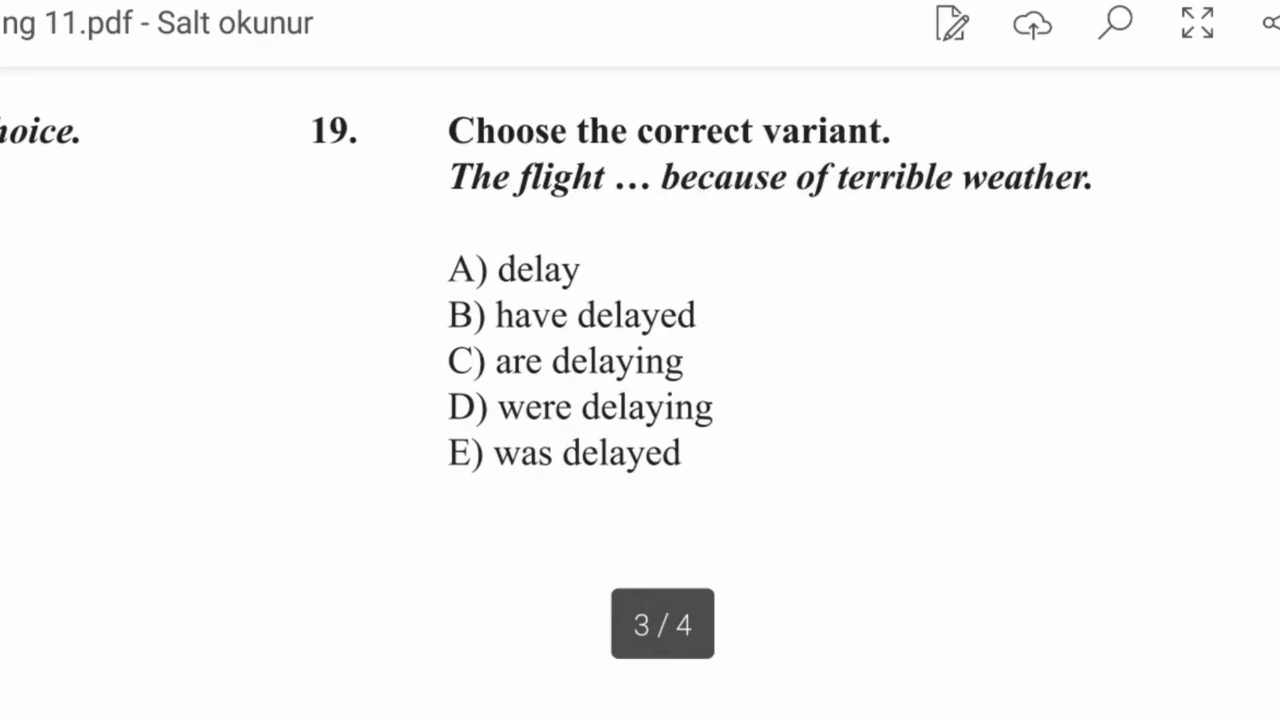 ng 11.pdf - Salt okunur
hoice.
19. Choose the correct variant.
The flight … because of terrible weather.
A) delay
B) have delayed
C) are delaying
D) were delaying
E) was delayed
3 / 4